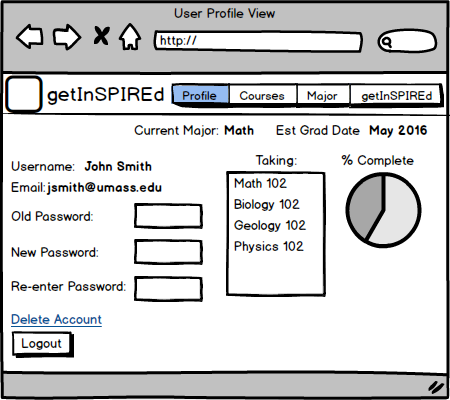 User Profile View
http://
getInSPIREd Profile Courses Major getInSPIREd
Current Major: Math Est Grad Date May 2016
Username: John Smith
Email: jsmith@umass.edu
Old Password:
New Password:
Re-enter Password:
Delete Account
Logout
Taking:
Math 102
Biology 102
Geology 102
Physics 102
% Complete